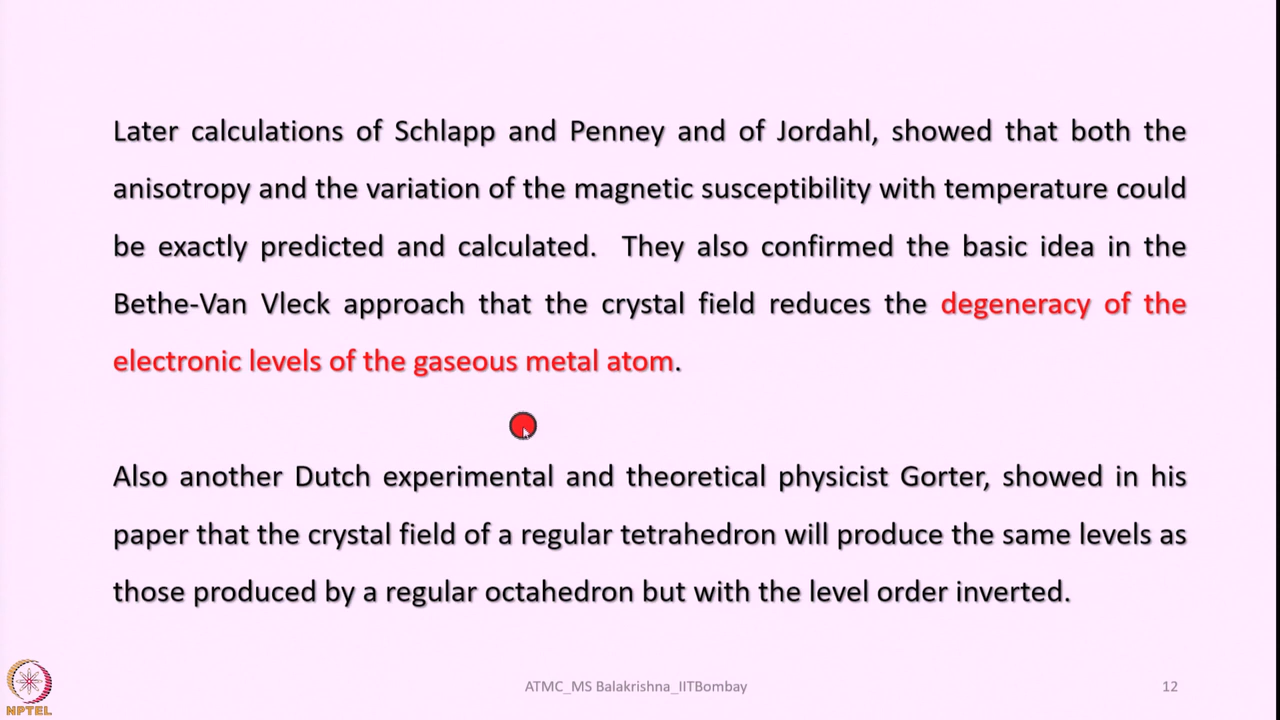 Later calculations of Schlapp and Penney and of Jordahl, showed that both the
anisotropy and the variation of the magnetic susceptibility with temperature could
be exactly predicted and calculated.  They also confirmed the basic idea in the
Bethe-Van Vleck approach that the crystal field reduces the degeneracy of the
electronic levels of the gaseous metal atom.
Also another Dutch experimental and theoretical physicist Gorter, showed in his
paper that the crystal field of a regular tetrahedron will produce the same levels as
those produced by a regular octahedron but with the level order inverted.
NPTEL
ATMC_MS Balakrishna_IITBombay
12